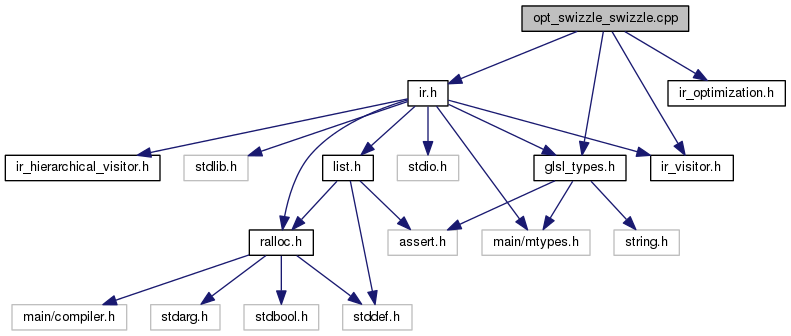 opt_swizzle_swizzle.cpp
ir.h
ir_optimization.h
ir_hierarchical_visitor.h
stdlib.h
list.h
stdio.h
glsl_types.h
ir_visitor.h
ralloc.h
assert.h
main/mtypes.h
string.h
main/compiler.h
stdarg.h
stdbool.h
stddef.h